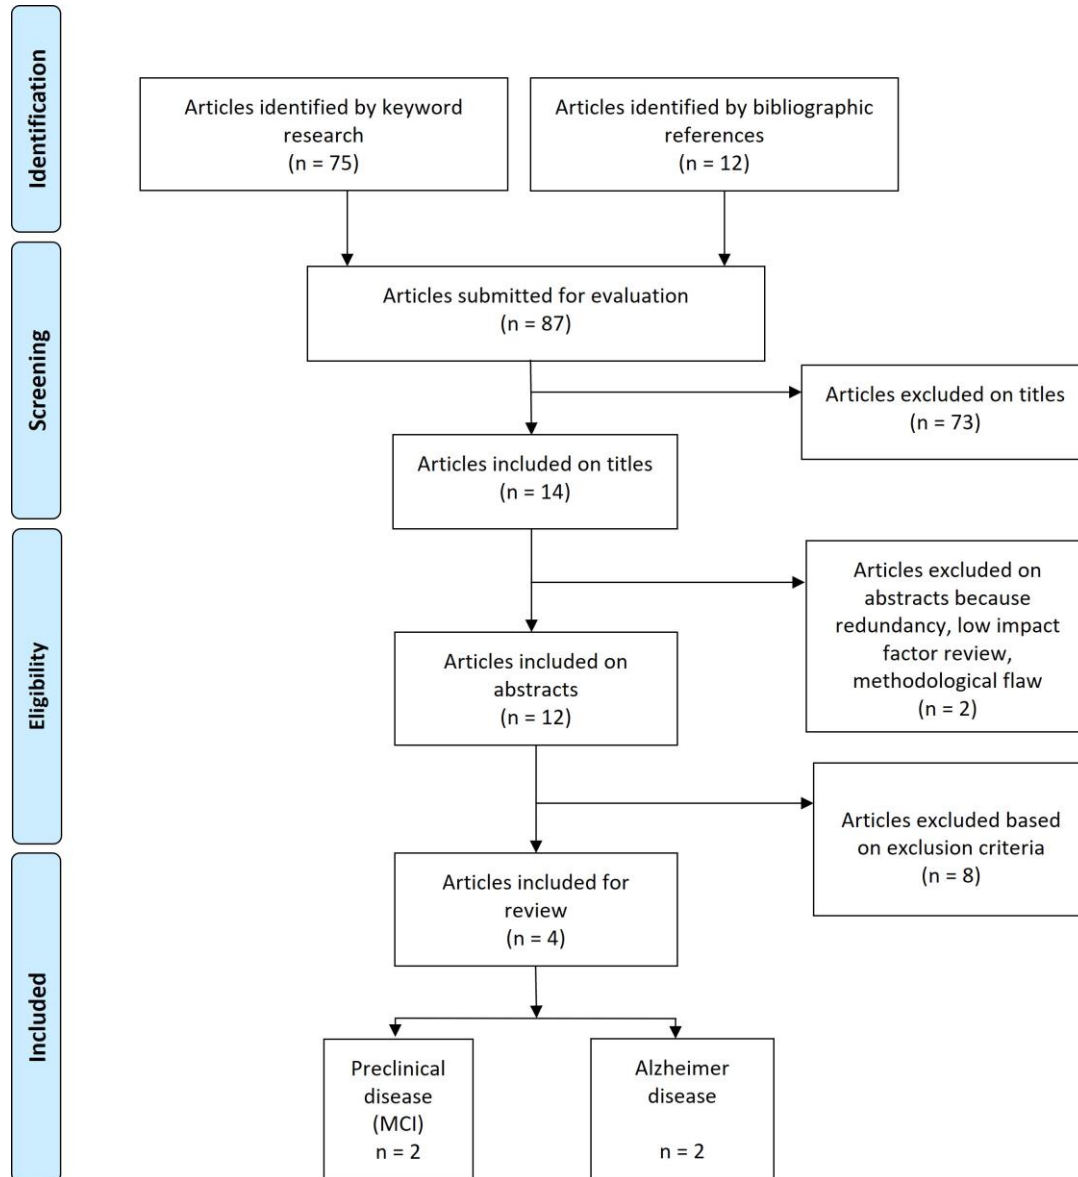 Identification
Articles identified by keyword
research
(n = 75)
Articles identified by bibliographic
references
(n = 12)
Screening
Articles submitted for evaluation
(n = 87)
Articles excluded on titles
(n = 73)
Articles included on titles
(n = 14)
Eligibility
Articles excluded on
abstracts because
redundancy, low impact
factor review,
methodological flaw
(n = 2)
Articles included on
abstracts
(n = 12)
Articles excluded based
on exclusion criteria
(n = 8)
Included
Articles included for
review
(n = 4)
Preclinical
disease
(MCI)
n = 2
Alzheimer
disease
n = 2